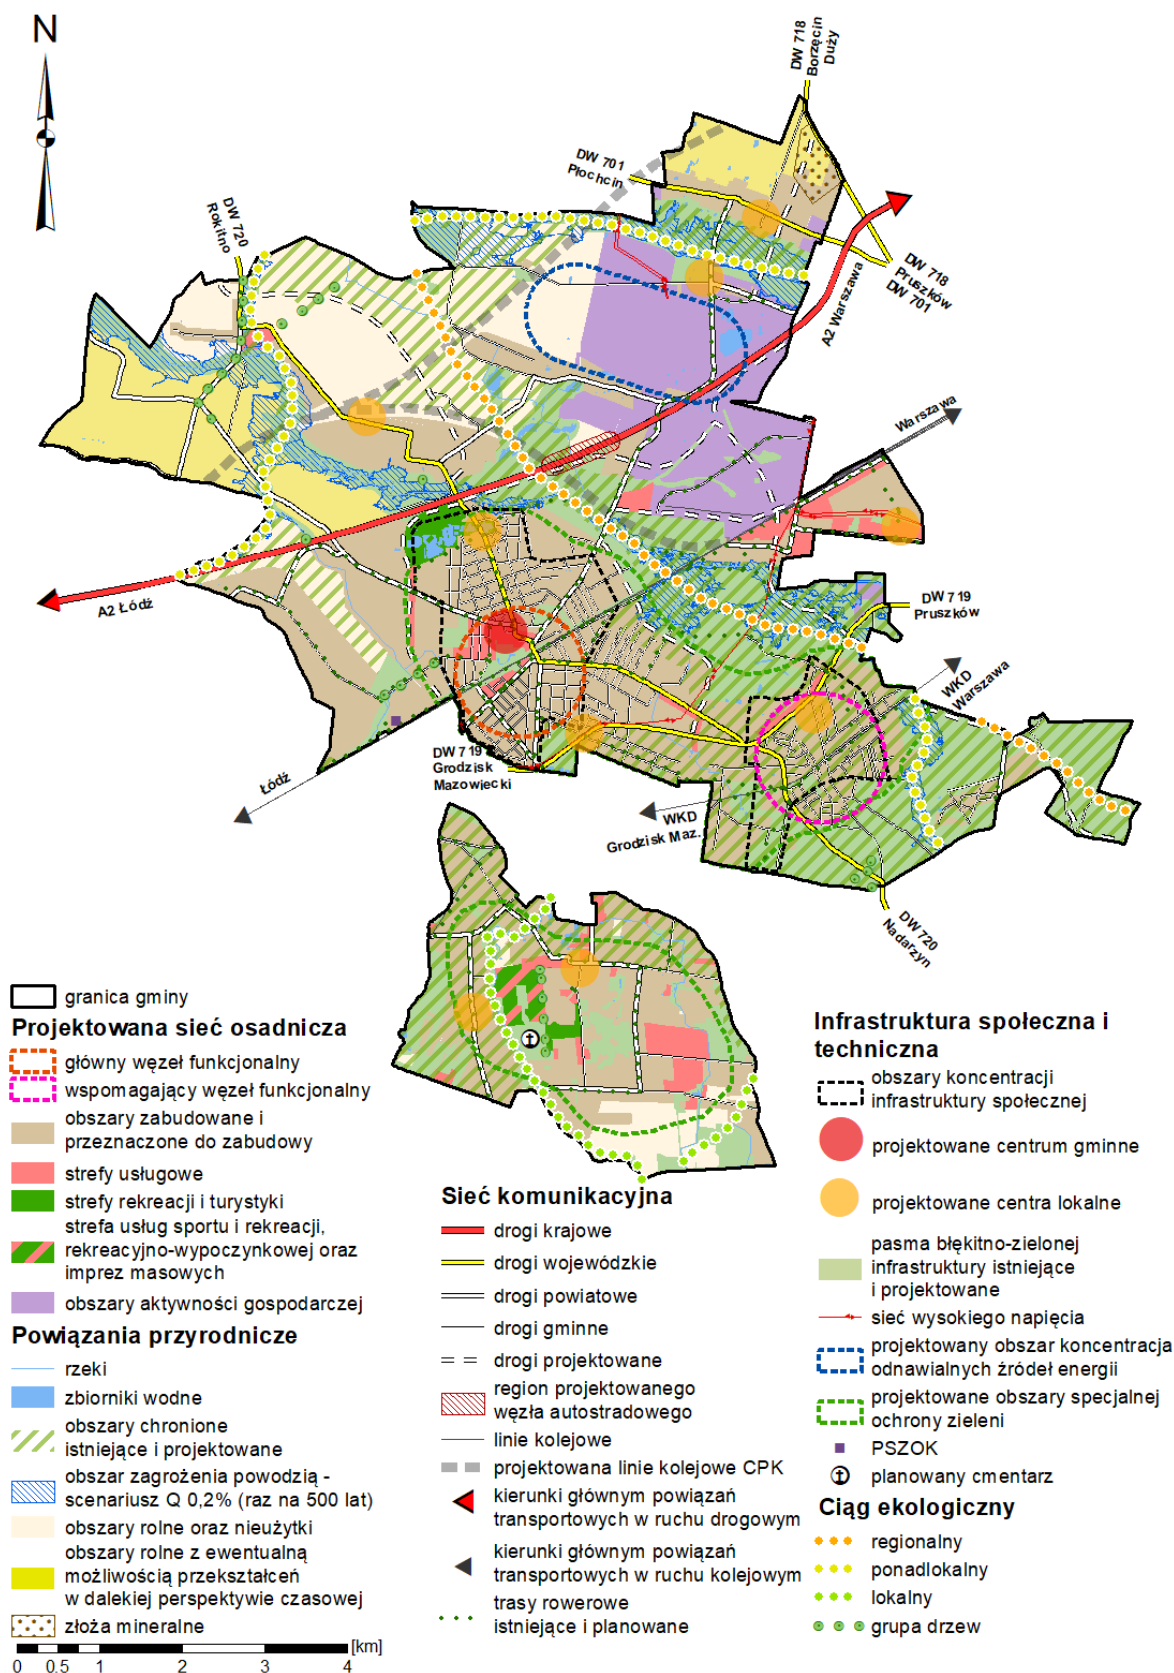 N
DW 718
Borzęcin
Duży
DW 701
Płochcin
DW 720
Rokitno
DW 718
Pruszków
DW 701
A2 Warszawa
Warszawa
A2 Łódź
DW 719
Pruszków
WKD
Warszawa
DW 719
Grodzisk
Mazowiecki
Łódź
WKD
Grodzisk Maz.
DW 720
Nadarzyn
granica gminy
Projektowana sieć osadnicza
główny węzeł funkcjonalny
wspomagający węzeł funkcjonalny
obszary zabudowane i
przeznaczone do zabudowy
strefy usługowe
strefy rekreacji i turystyki
strefa usług sportu i rekreacji,
rekreacyjno-wypoczynkowej oraz
imprez masowych
obszary aktywności gospodarczej
Powiązania przyrodnicze
rzeki
zbiorniki wodne
obszary chronione
istniejące i projektowane
obszar zagrożenia powodzią -
scenariusz Q 0,2% (raz na 500 lat)
obszary rolne oraz nieużytki
obszary rolne z ewentualną
możliwością przekształceń
w dalekiej perspektywie czasowej
złoża mineralne
0 0.5 1 2 3 4 [km]
Sieć komunikacyjna
drogi krajowe
drogi wojewódzkie
drogi powiatowe
drogi gminne
drogi projektowane
region projektowanego
węzła autostradowego
linie kolejowe
projektowana linie kolejowe CPK
kierunki głównym powiązań
transportowych w ruchu drogowym
kierunki głównym powiązań
transportowych w ruchu kolejowym
trasy rowerowe
istniejące i planowane
Infrastruktura społeczna i
techniczna
obszary koncentracji
infrastruktury społecznej
projektowane centrum gminne
projektowane centra lokalne
pasma błękitno-zielonej
infrastruktury istniejące
i projektowane
sieć wysokiego napięcia
projektowany obszar koncentracja
odnawialnych źródeł energii
projektowane obszary specjalnej
ochrony zieleni
PSZOK
planowany cmentarz
Ciąg ekologiczny
regionalny
ponadlokalny
lokalny
grupa drzew